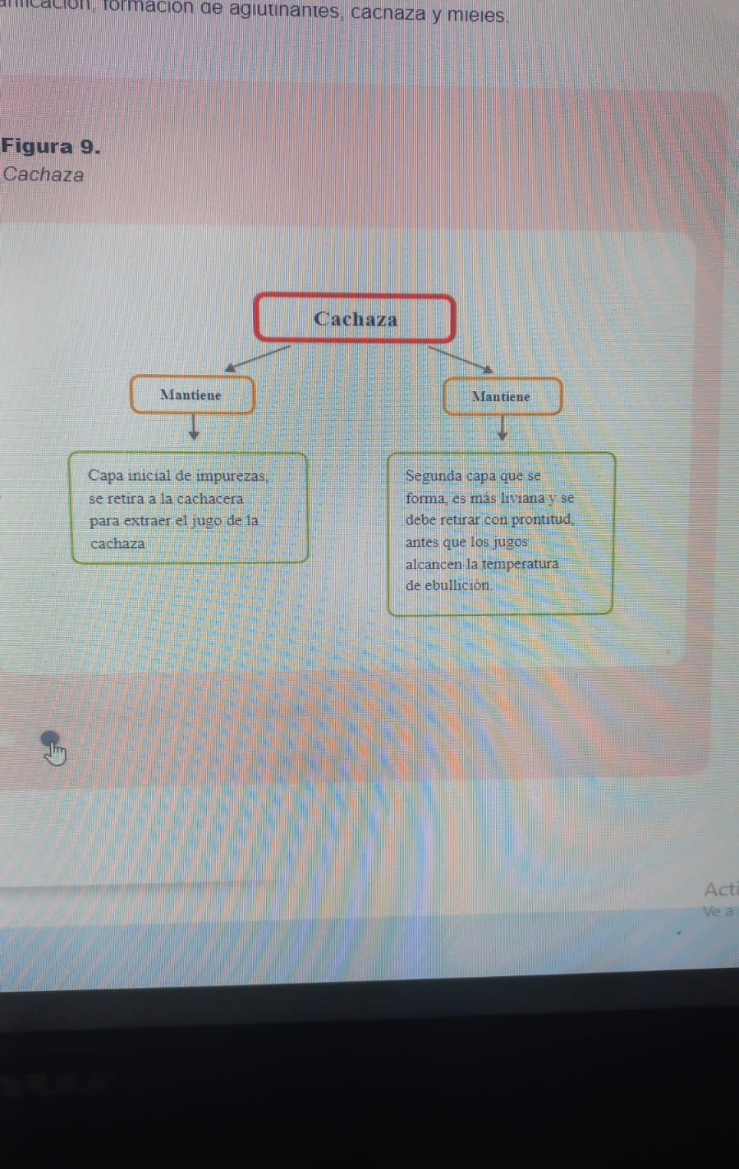 formación de aglutinantes, cachaza y mieles.
Figura 9.
Cachaza
Cachaza
Mantiene
Mantiene
Capa inicial de impurezas,
se retira a la cachacera
para extraer el jugo de la
cachaza
Segunda capa que se
forma, es más liviana y se
debe retirar con prontitud,
antes que los jugos
alcancen la temperatura
de ebullición.
Acti
Ve a